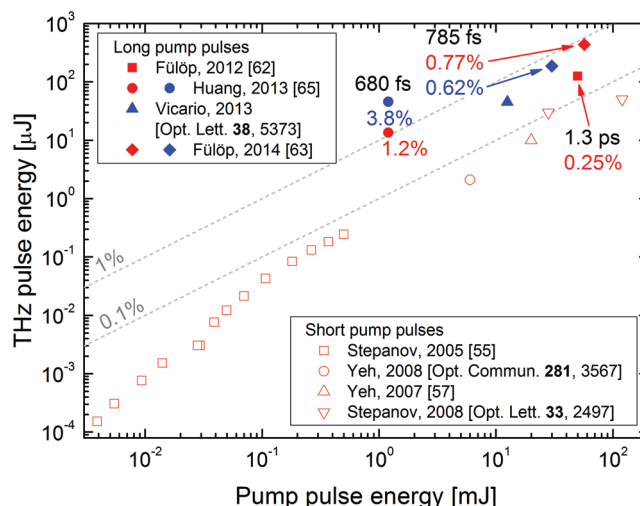 10³
10²
10¹
10⁰
10⁻¹
10⁻²
10⁻³
10⁻⁴
THz pulse energy [µJ]
Long pump pulses
Fülöp, 2012 [62]
Huang, 2013 [65]
Vicario, 2013
[Opt. Lett. 38, 5373]
Fülöp, 2014 [63]
785 fs
0.77%
0.62%
680 fs
3.8%
1.2%
1.3 ps
0.25%
1%
0.1%
Short pump pulses
Stepanov, 2005 [55]
Yeh, 2008 [Opt. Commun. 281, 3567]
Yeh, 2007 [57]
Stepanov, 2008 [Opt. Lett. 33, 2497]
10⁻² 10⁻¹ 10⁰ 10¹ 10²
Pump pulse energy [mJ]